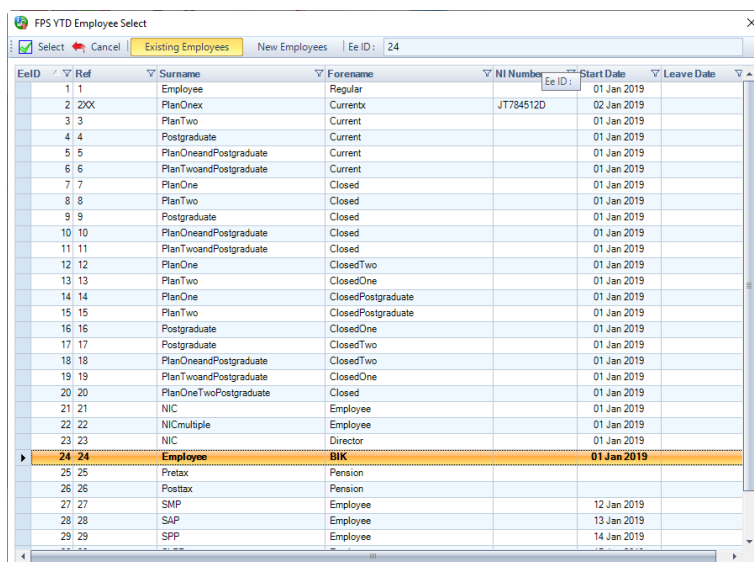 FPS YTD Employee Select
Select Cancel Existing Employees New Employees Ee ID : 24
EeID Ref Surname Forename NI Numbe Start Date Leave Date
Ee ID :
1 1 Employee Regular 01 Jan 2019
2 2XX PlanOnex Currentx JT784512D 02 Jan 2019
3 3 PlanTwo Current 01 Jan 2019
4 4 Postgraduate Current 01 Jan 2019
5 5 PlanOneandPostgraduate Current 01 Jan 2019
6 6 PlanTwoandPostgraduate Current 01 Jan 2019
7 7 PlanOne Closed 01 Jan 2019
8 8 PlanTwo Closed 01 Jan 2019
9 9 Postgraduate Closed 01 Jan 2019
10 10 PlanOneandPostgraduate Closed 01 Jan 2019
11 11 PlanTwoandPostgraduate Closed 01 Jan 2019
12 12 PlanOne ClosedTwo 01 Jan 2019
13 13 PlanTwo ClosedOne 01 Jan 2019
14 14 PlanOne ClosedPostgraduate 01 Jan 2019
15 15 PlanTwo ClosedPostgraduate 01 Jan 2019
16 16 Postgraduate ClosedOne 01 Jan 2019
17 17 Postgraduate ClosedTwo 01 Jan 2019
18 18 PlanOneandPostgraduate ClosedTwo 01 Jan 2019
19 19 PlanTwoandPostgraduate ClosedOne 01 Jan 2019
20 20 PlanOneTwoPostgraduate Closed 01 Jan 2019
21 21 NIC Employee 01 Jan 2019
22 22 NICmultiple Employee 01 Jan 2019
23 23 NIC Director 01 Jan 2019
24 24 Employee BIK 01 Jan 2019
25 25 Pretax Pension
26 26 Posttax Pension
27 27 SMP Employee 12 Jan 2019
28 28 SAP Employee 13 Jan 2019
29 29 SPP Employee 14 Jan 2019